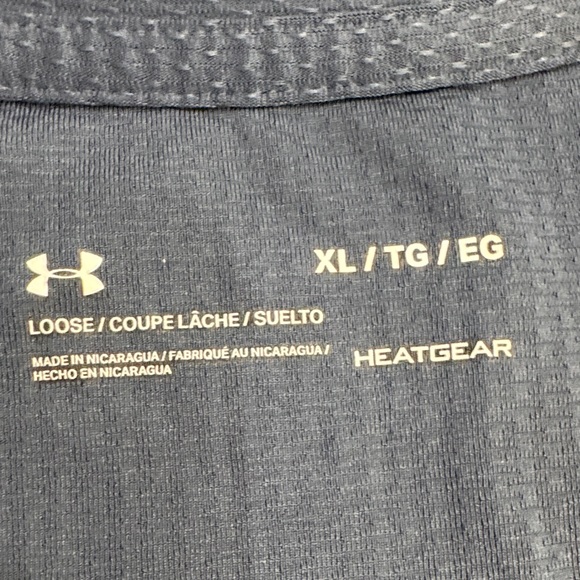 XL / TG / EG
LOOSE / COUPE LÂCHE / SUELTO
MADE IN NICARAGUA / FABRIQUÉ AU NICARAGUA /
HECHO EN NICARAGUA
HEATGEAR